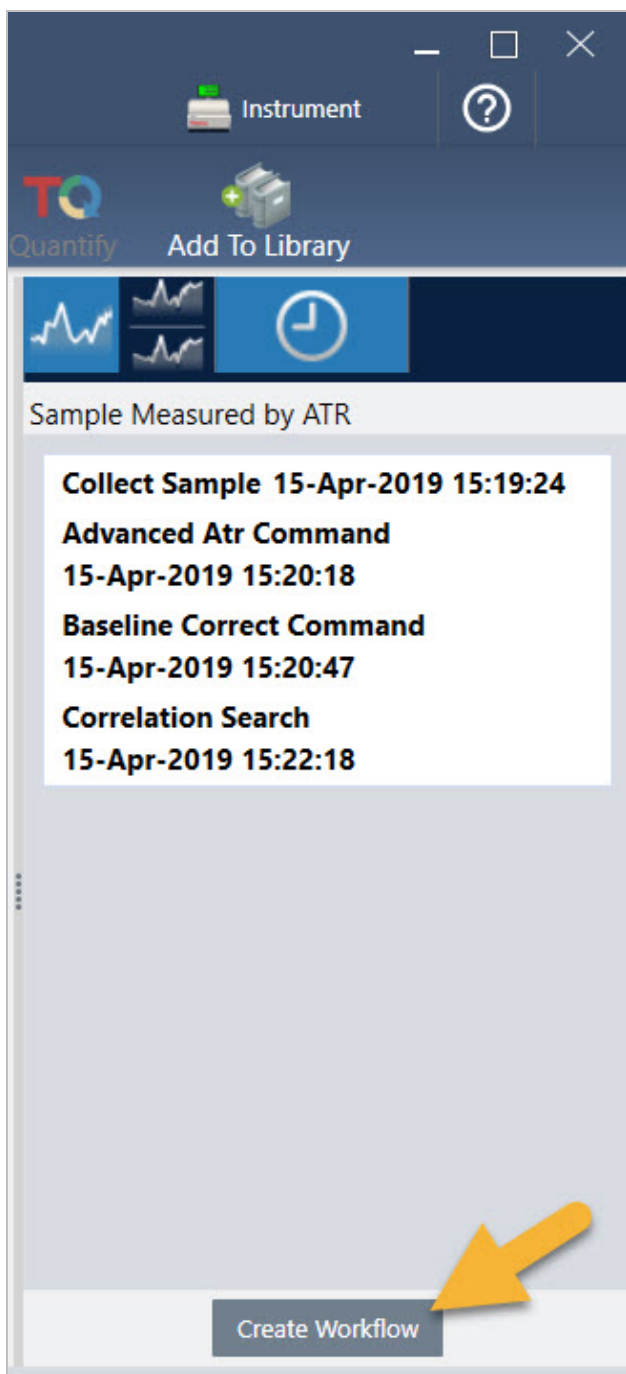 Instrument
TQ
Quantify
Add To Library
Sample Measured by ATR
Collect Sample 15-Apr-2019 15:19:24
Advanced Atr Command
15-Apr-2019 15:20:18
Baseline Correct Command
15-Apr-2019 15:20:47
Correlation Search
15-Apr-2019 15:22:18
Create Workflow